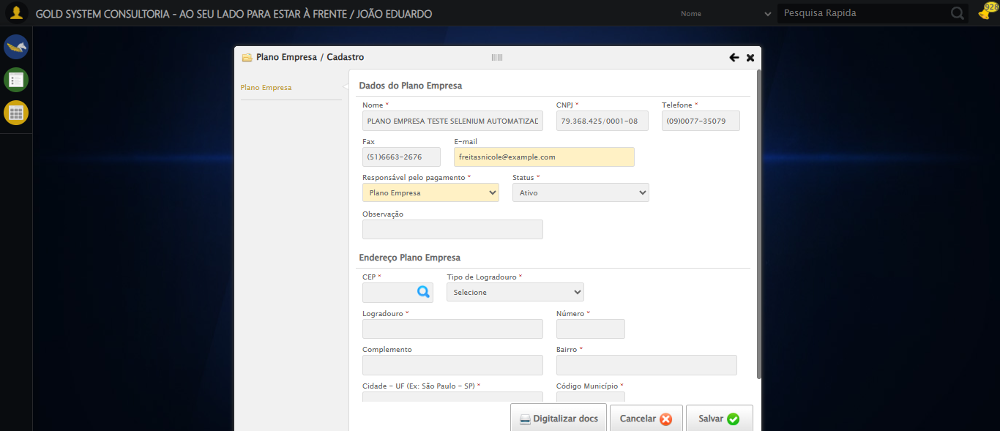 GOLD SYSTEM CONSULTORIA - AO SEU LADO PARA ESTAR À FRENTE / JOÃO EDUARDO
Nome
Pesquisa Rapida
928
Plano Empresa / Cadastro
Plano Empresa
Dados do Plano Empresa
Nome * CNPJ * Telefone *
PLANO EMPRESA TESTE SELENIUM AUTOMATIZAD 79.368.425/0001-08 (09)0077-35079
Fax E-mail
(51)6663-2676 freitasnicole@example.com
Responsável pelo pagamento * Status *
Plano Empresa Ativo
Observação
Endereço Plano Empresa
CEP * Tipo de Logradouro *
Selecione
Logradouro * Número *
Complemento Bairro *
Cidade - UF (Ex: São Paulo - SP) * Código Município *
Digitalizar docs Cancelar Salvar